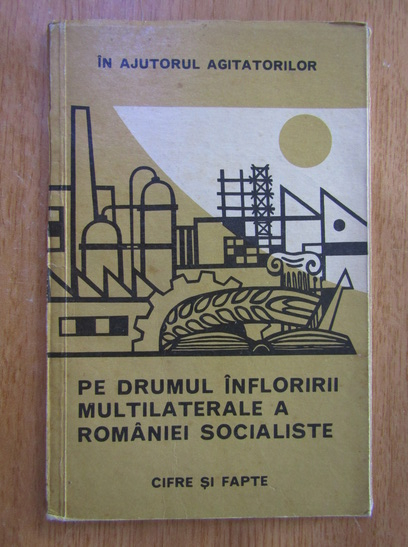 ÎN AJUTORUL AGITATORILOR
PE DRUMUL ÎNFLORIRII
MULTILATERALE A
ROMÂNIEI SOCIALISTE
CIFRE ȘI FAPTE